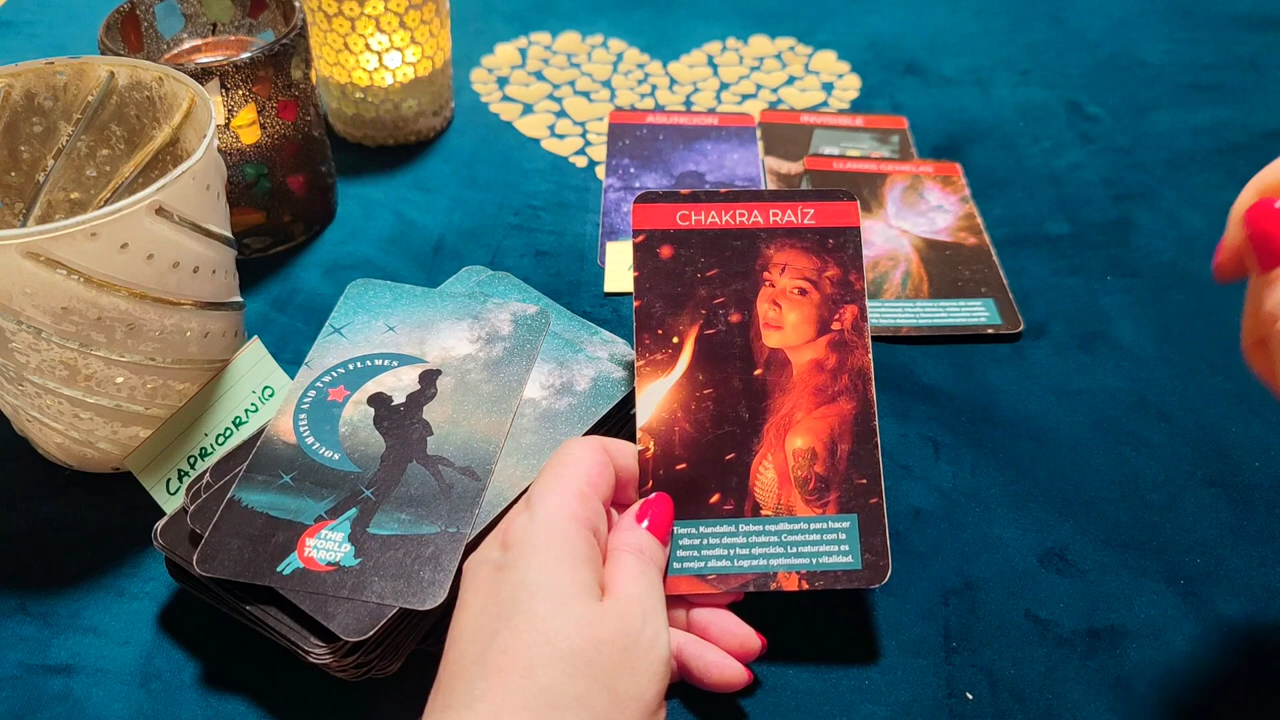 ASUNCIÓN
INVISIBLE
LLAMAS GEMELAS
CHAKRA RAÍZ
Tierra, Kundalini. Debes equilibrarlo para hacer
vibrar a los demás chakras. Conéctate con la
tierra, medita y haz ejercicio. La naturaleza es
tu mejor aliado. Lograrás optimismo y vitalidad.
CAPRICORNIO
SOULMATES AND TWIN FLAMES
THE
WORLD
TAROT